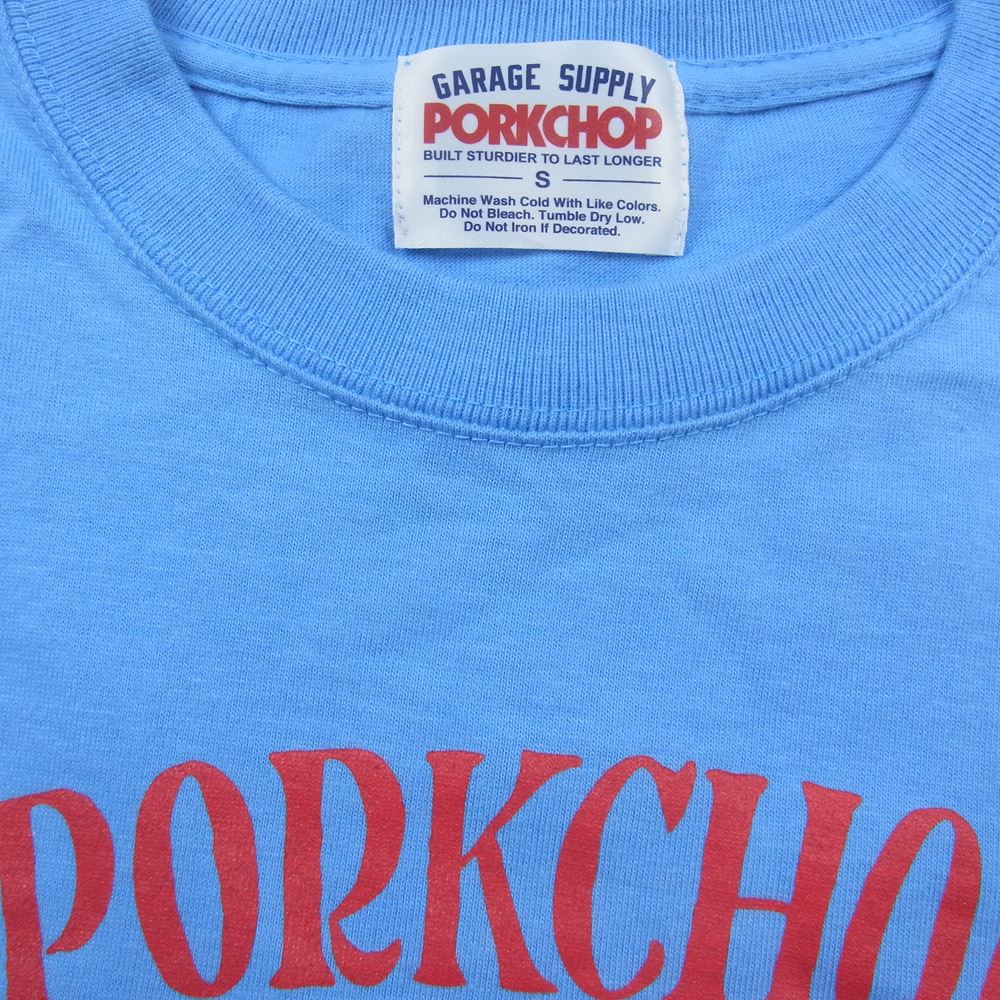 GARAGE SUPPLY
PORKCHOP
BUILT STURDIER TO LAST LONGER
S
Machine Wash Cold With Like Colors.
Do Not Bleach. Tumble Dry Low.
Do Not Iron If Decorated.
PORKCHOP